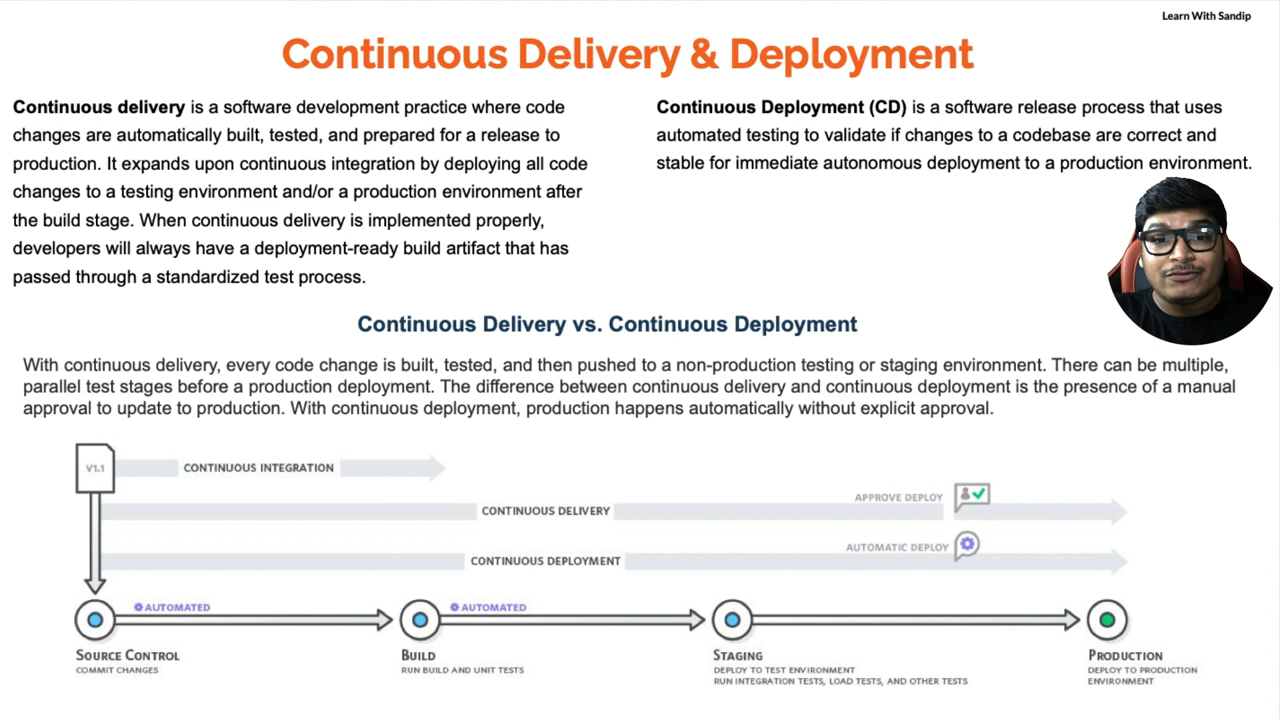 Learn With Sandip
Continuous Delivery & Deployment
Continuous delivery is a software development practice where code
changes are automatically built, tested, and prepared for a release to
production. It expands upon continuous integration by deploying all code
changes to a testing environment and/or a production environment after
the build stage. When continuous delivery is implemented properly,
developers will always have a deployment-ready build artifact that has
passed through a standardized test process.
Continuous Deployment (CD) is a software release process that uses
automated testing to validate if changes to a codebase are correct and
stable for immediate autonomous deployment to a production environment.
Continuous Delivery vs. Continuous Deployment
With continuous delivery, every code change is built, tested, and then pushed to a non-production testing or staging environment. There can be multiple,
parallel test stages before a production deployment. The difference between continuous delivery and continuous deployment is the presence of a manual
approval to update to production. With continuous deployment, production happens automatically without explicit approval.
V1.1
CONTINUOUS INTEGRATION
APPROVE DEPLOY
CONTINUOUS DELIVERY
AUTOMATIC DEPLOY
CONTINUOUS DEPLOYMENT
AUTOMATED
AUTOMATED
SOURCE CONTROL
COMMIT CHANGES
BUILD
RUN BUILD AND UNIT TESTS
STAGING
DEPLOY TO TEST ENVIRONMENT
RUN INTEGRATION TESTS, LOAD TESTS, AND OTHER TESTS
PRODUCTION
DEPLOY TO PRODUCTION
ENVIRONMENT